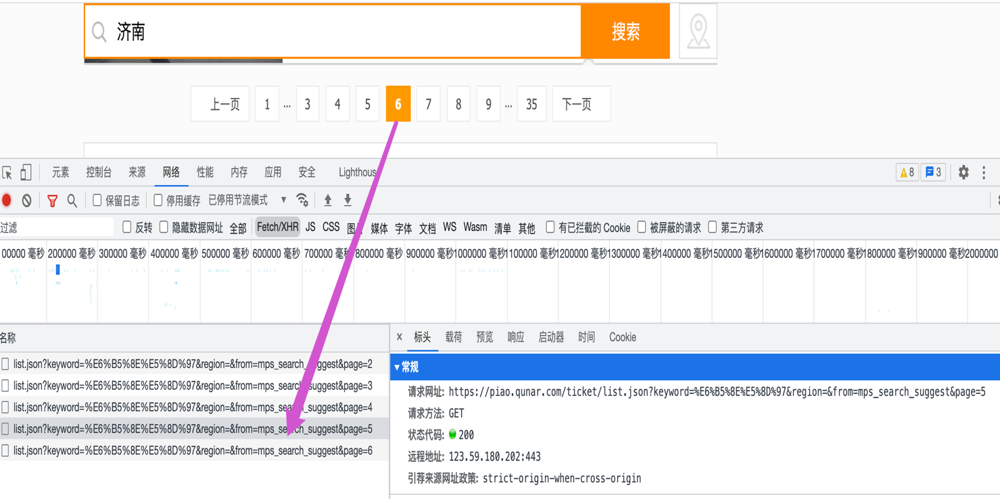 济南 搜索
上一页 1 ... 3 4 5 6 7 8 9 ... 35 下一页
元素 控制台 来源 网络 性能 内存 应用 安全 Lighthous 8 3
保留日志 停用缓存 已停用节流模式
过滤 反转 隐藏数据网址 全部 Fetch/XHR JS CSS 媒体 字体 文档 WS Wasm 清单 其他 有已拦截的 Cookie 被屏蔽的请求 第三方请求
00000 毫秒 200000 毫秒 300000 毫秒 400000 毫秒 500000 毫秒 600000 毫秒 700000 毫秒 800000 毫秒 900000 毫秒 1000000 毫秒 1100000 毫秒 1200000 毫秒 1300000 毫秒 1400000 毫秒 1500000 毫秒 1600000 毫秒 1700000 毫秒 1800000 毫秒 1900000 毫秒 2000000
名称 × 标头 载荷 预览 响应 启动器 时间 Cookie
list.json?keyword=%E6%B5%8E%E5%8D%97&region=&from=mps_search_suggest&page=2
list.json?keyword=%E6%B5%8E%E5%8D%97&region=&from=mps_search_suggest&page=3
list.json?keyword=%E6%B5%8E%E5%8D%97&region=&from=mps_search_suggest&page=4
list.json?keyword=%E6%B5%8E%E5%8D%97&region=&from=mps_search_suggest&page=5
list.json?keyword=%E6%B5%8E%E5%8D%97&region=&from=mps_search_suggest&page=6
常规
请求网址: https://piao.qunar.com/ticket/list.json?keyword=%E6%B5%8E%E5%8D%97&region=&from=mps_search_suggest&page=5
请求方法: GET
状态代码: 200
远程地址: 123.59.180.202:443
引荐来源网址政策: strict-origin-when-cross-origin